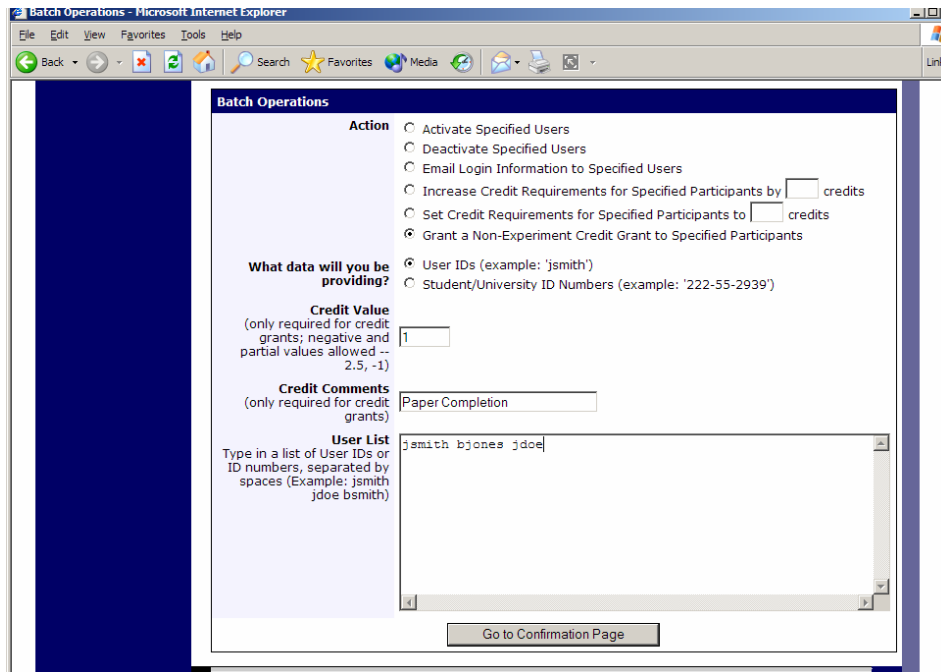 Batch Operations - Microsoft Internet Explorer
File Edit View Favorites Tools Help
Back Search Favorites Media
Batch Operations
Action
Activate Specified Users
Deactivate Specified Users
Email Login Information to Specified Users
Increase Credit Requirements for Specified Participants by credits
Set Credit Requirements for Specified Participants to credits
Grant a Non-Experiment Credit Grant to Specified Participants
What data will you be
providing?
User IDs (example: 'jsmith')
Student/University ID Numbers (example: '222-55-2939')
Credit Value
(only required for credit
grants; negative and
partial values allowed --
2.5, -1)
1
Credit Comments
(only required for credit
grants)
Paper Completion
User List
Type in a list of User IDs or
ID numbers, separated by
spaces (Example: jsmith
jdoe bsmith)
jsmith bjones jdoe
Go to Confirmation Page